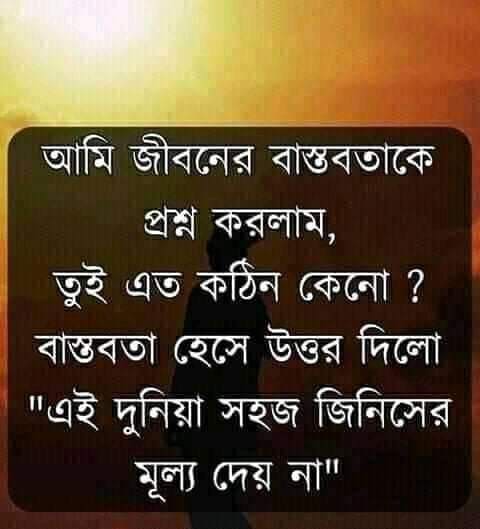 আমি জীবনের বাস্তবতাকে
প্রশ্ন করলাম,
তুই এত কঠিন কেনো ?
বাস্তবতা হেসে উত্তর দিলো
"এই দুনিয়া সহজ জিনিসের
মূল্য দেয় না"